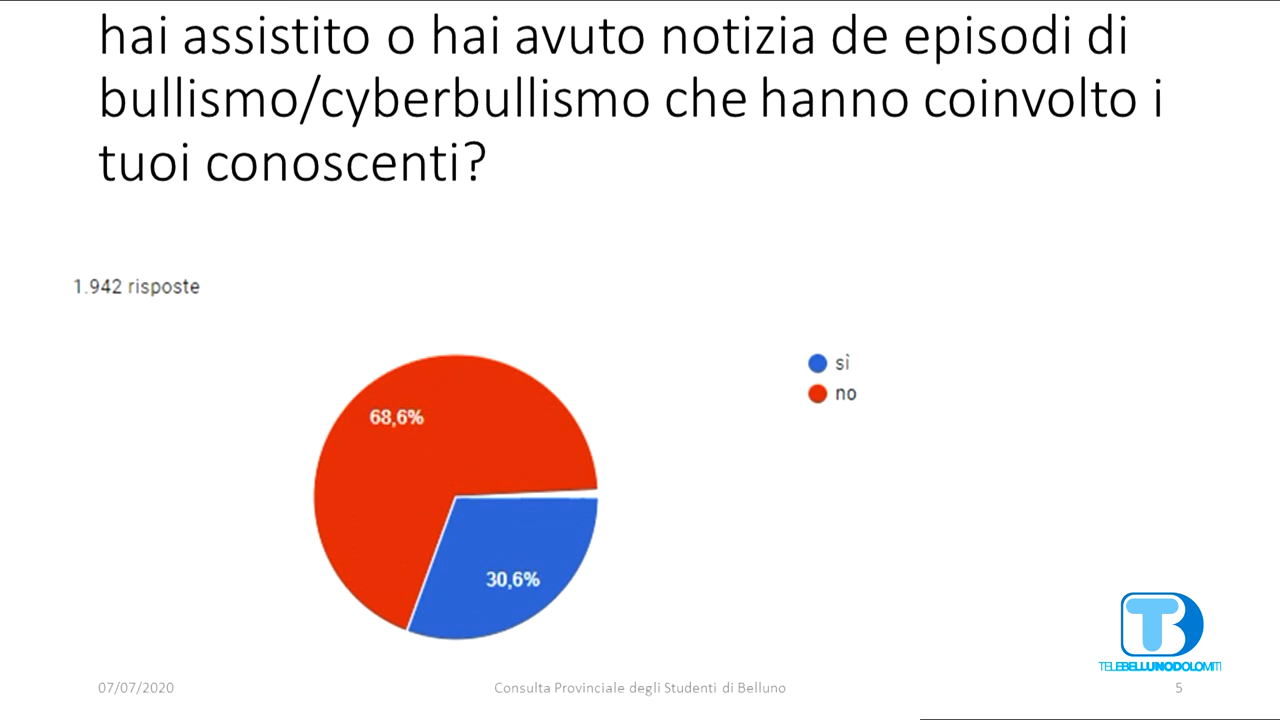 hai assistito o hai avuto notizia de episodi di
bullismo/cyberbullismo che hanno coinvolto i
tuoi conoscenti?
1.942 risposte
sì
no
68,6%
30,6%
TB
TELEBELLUNODOLOMITI
07/07/2020
Consulta Provinciale degli Studenti di Belluno
5